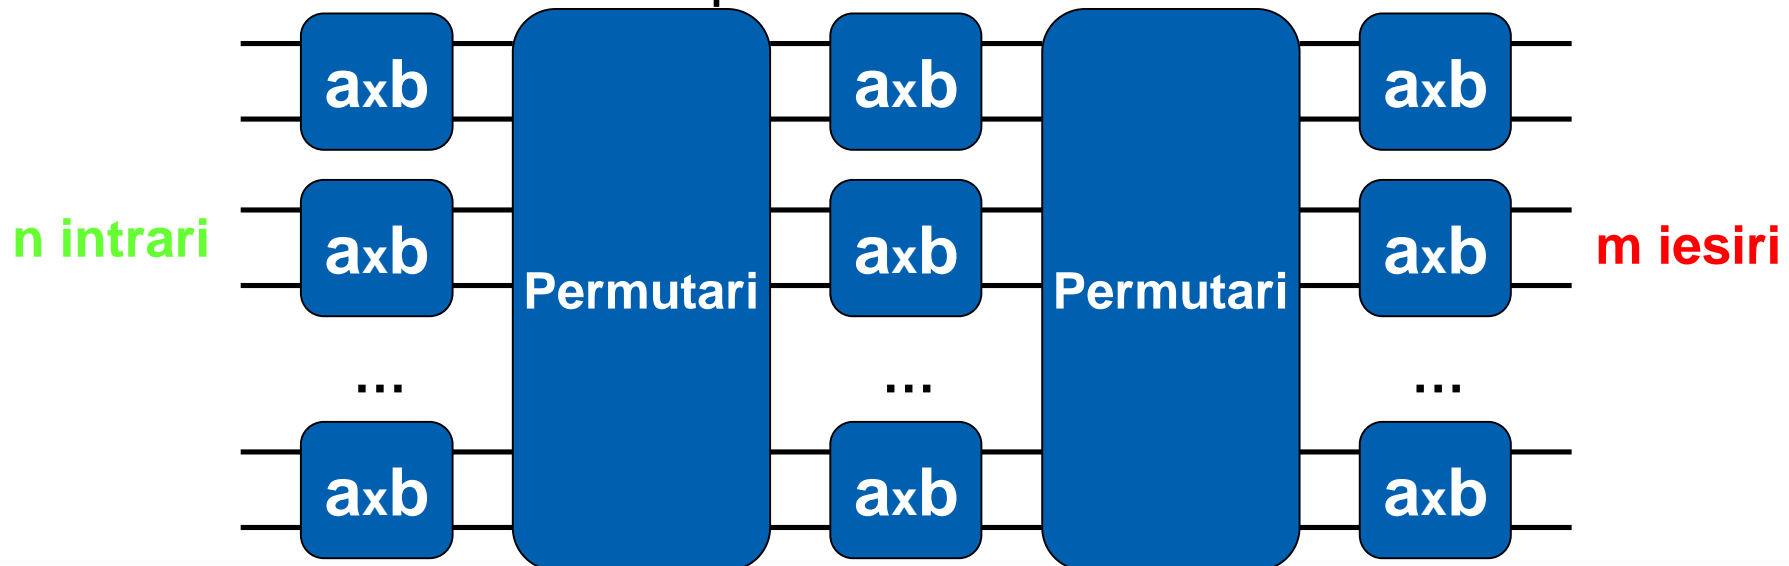 axb axb axb
n intrari axb axb axb m iesiri
Permutari Permutari
... ... ...
axb axb axb